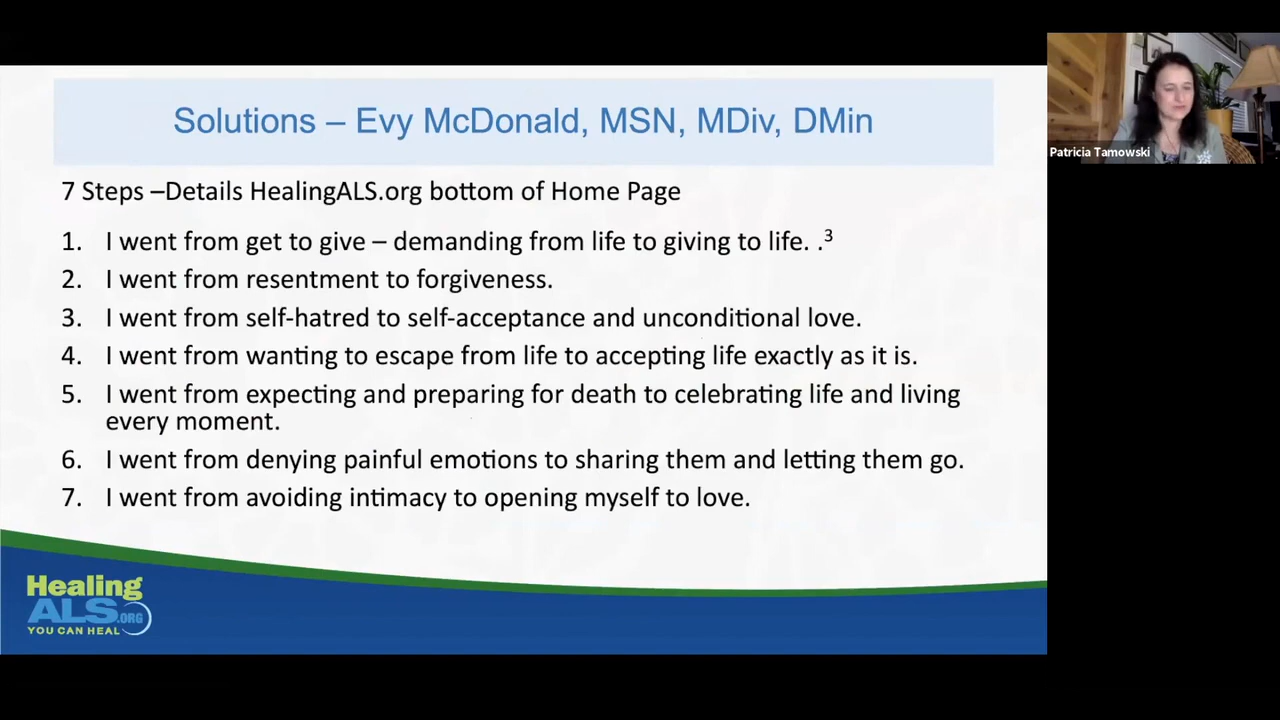 Solutions – Evy McDonald, MSN, MDiv, DMin
Patricia Tamowski
7 Steps –Details HealingALS.org bottom of Home Page
1. I went from get to give – demanding from life to giving to life. .3
2. I went from resentment to forgiveness.
3. I went from self-hatred to self-acceptance and unconditional love.
4. I went from wanting to escape from life to accepting life exactly as it is.
5. I went from expecting and preparing for death to celebrating life and living
every moment.
6. I went from denying painful emotions to sharing them and letting them go.
7. I went from avoiding intimacy to opening myself to love.
Healing
ALS.ORG
YOU CAN HEAL